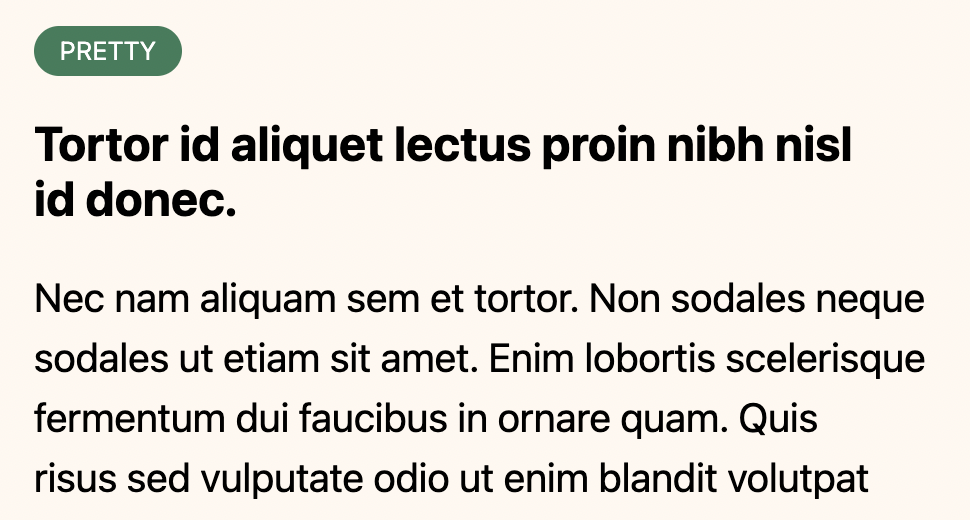 PRETTY
Tortor id aliquet lectus proin nibh nisl
id donec.
Nec nam aliquam sem et tortor. Non sodales neque
sodales ut etiam sit amet. Enim lobortis scelerisque
fermentum dui faucibus in ornare quam. Quis
risus sed vulputate odio ut enim blandit volutpat